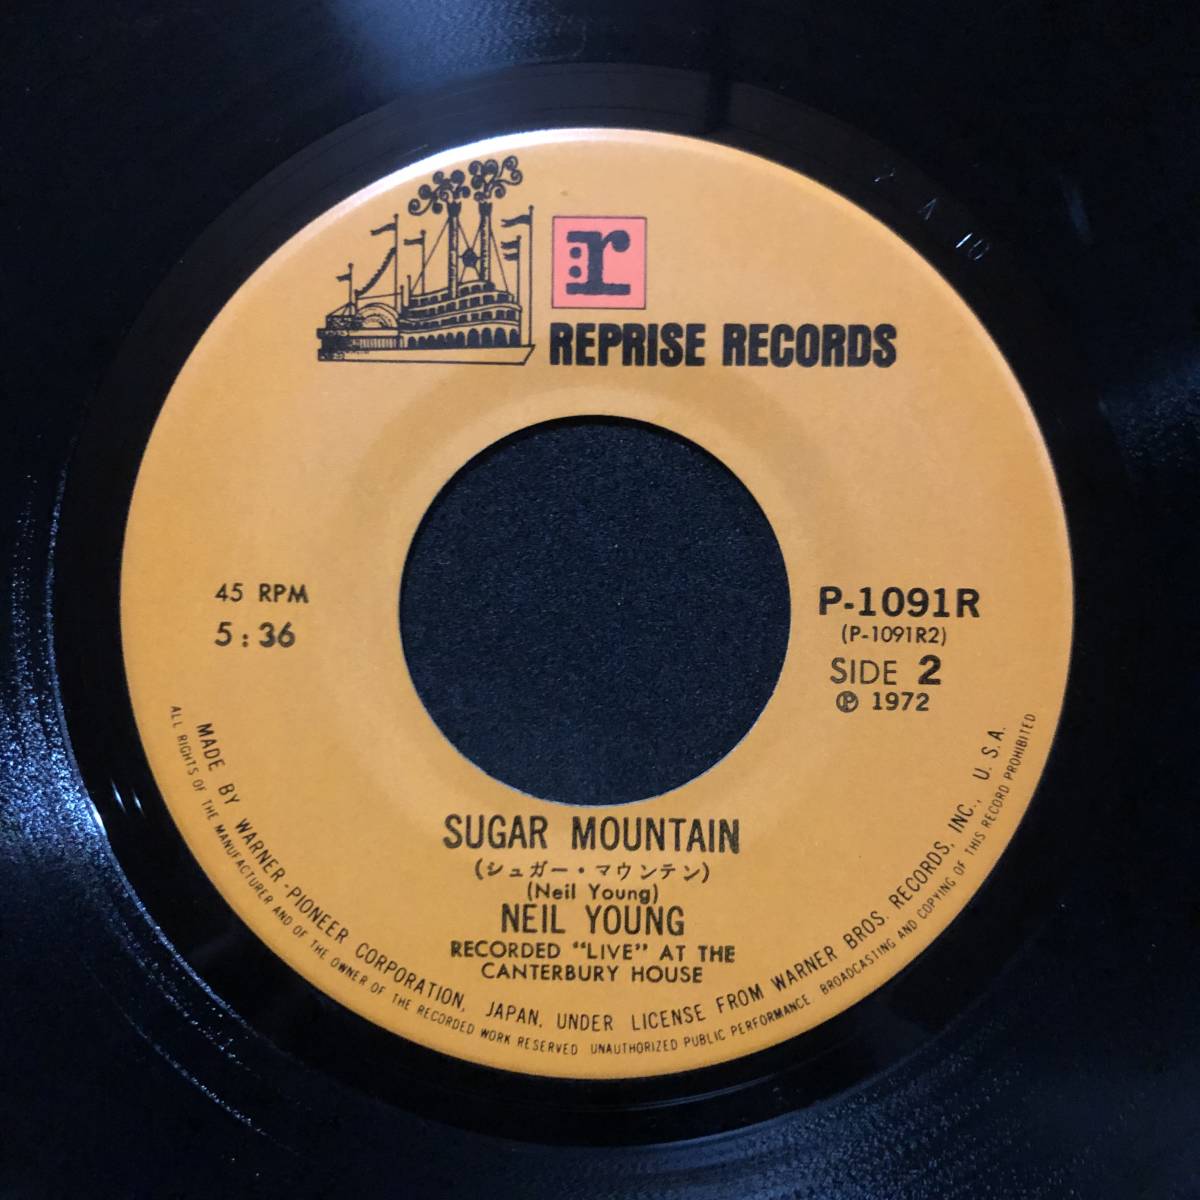 r
REPRISE RECORDS
45 RPM
5:36
P-1091R
(P-1091R2)
SIDE 2
Ⓟ 1972
SUGAR MOUNTAIN
(シュガー・マウンテン)
(Neil Young)
NEIL YOUNG
RECORDED "LIVE" AT THE
CANTERBURY HOUSE
MADE BY WARNER-PIONEER CORPORATION, JAPAN, UNDER LICENSE FROM WARNER BROS. RECORDS, INC., U. S. A.
ALL RIGHTS OF THE MANUFACTURER AND OF THE OWNER OF THE RECORDED WORK RESERVED UNAUTHORIZED PUBLIC PERFORMANCE, BROADCASTING AND COPYING OF THIS RECORD PROHIBITED